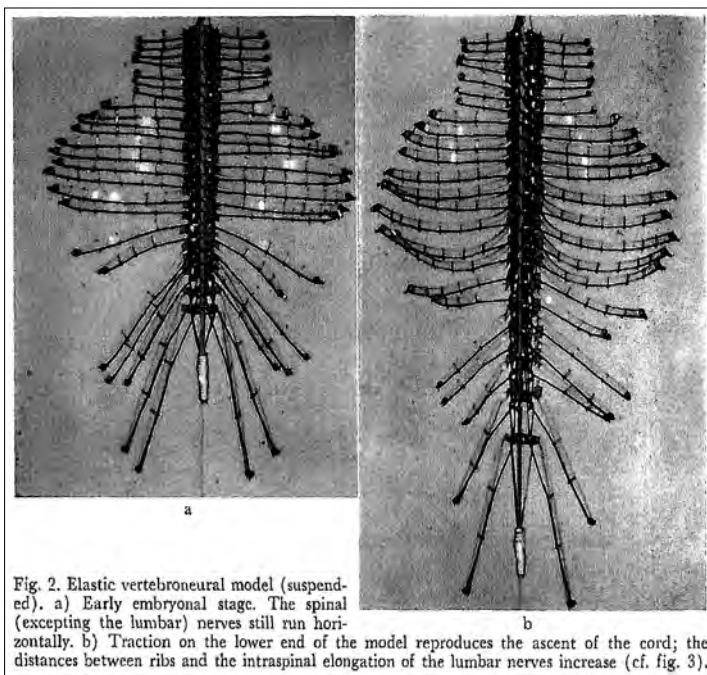 a
b
Fig. 2. Elastic vertebroneural model (suspend-
ed). a) Early embryonal stage. The spinal
(excepting the lumbar) nerves still run hori-
zontally. b) Traction on the lower end of the model reproduces the ascent of the cord; the
distances between ribs and the intraspinal elongation of the lumbar nerves increase (cf. fig. 3).